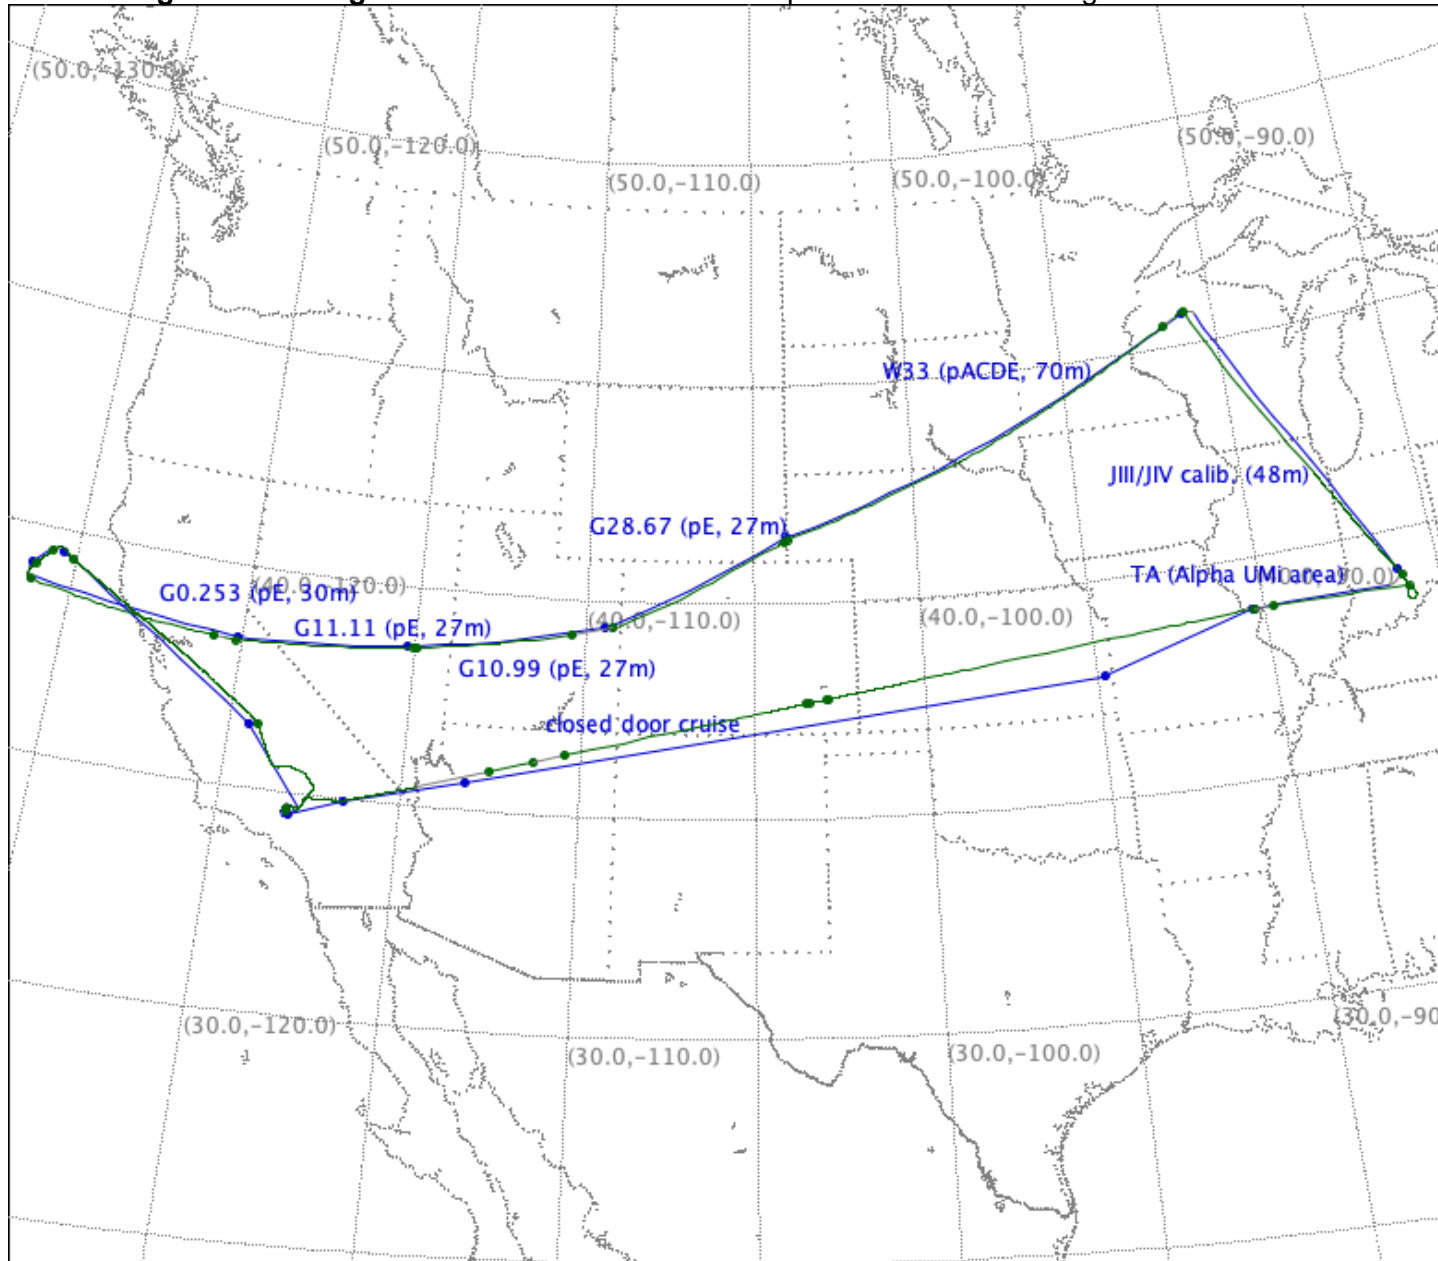 (50.0,-130.0)
(50.0,-120.0)
(50.0,-90.0)
(50.0,-110.0)
(50.0,-100.0)
W33 (pACDE, 70m)
JIII/JIV calib. (48m)
G28.67 (pE, 27m)
TA (Alpha UMi area)
(40.0,-120.0)
G0.253 (pE, 30m)
(40.0,-110.0)
(40.0,-100.0)
G11.11 (pE, 27m)
G10.99 (pE, 27m)
closed door cruise
(30.0,-120.0)
(30.0,-110.0)
(30.0,-100.0)
(30.0,-90